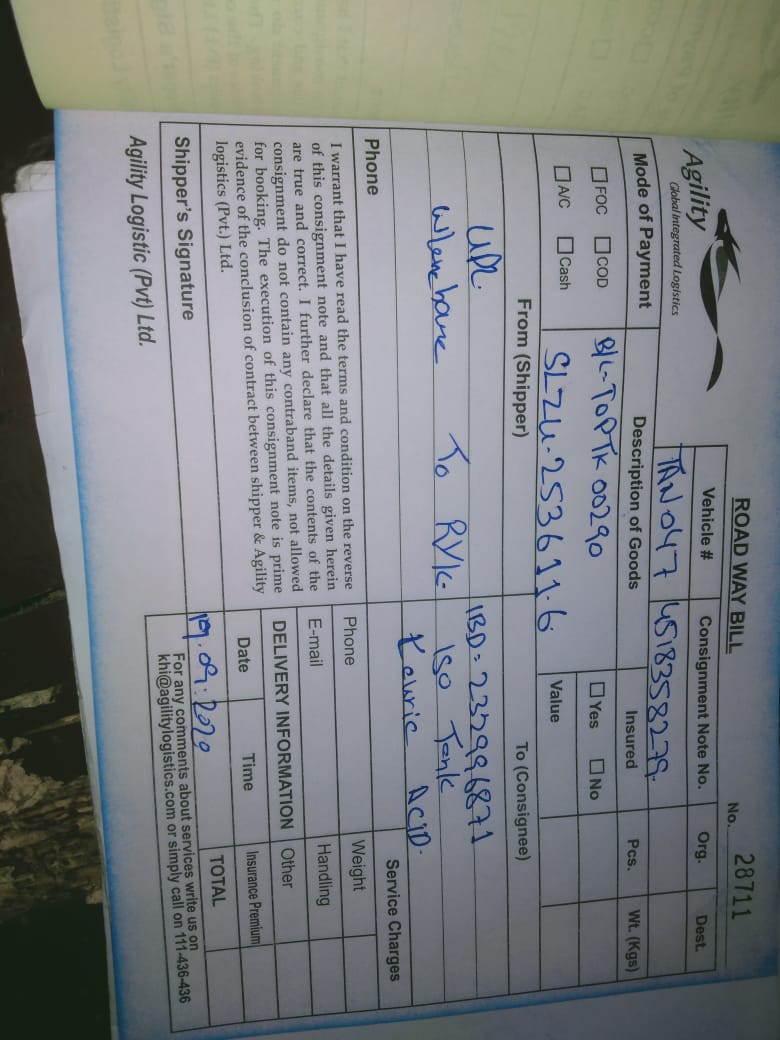 Agility
Global Integrated Logistics
ROAD WAY BILL
No. 28711
Vehicle # Consignment Note No. Org. Dest.
TAN047 4518358279.
Mode of Payment Description of Goods Insured Pcs. Wt. (Kgs)
FOC COD B/L-TOPTK 00290 Yes No
A/C Cash SLZU.253611.6 Value
From (Shipper) To (Consignee)
UPL IBD=232996871
To RYK. ISO Tank
ACID.
Phone Service Charges
I warrant that I have read the terms and condition on the reverse
of this consignment note and that all the details given herein
are true and correct. I further declare that the contents of the
consignment do not contain any contraband items, not allowed
for booking. The execution of this consignment note is prime
evidence of the conclusion of contract between shipper & Agility
logistics (Pvt.) Ltd.
Phone Weight
E-mail Handling
DELIVERY INFORMATION Other
Date Time Insurance Premium
.09.2020 TOTAL
Shipper's Signature
For any comments about services write us on
khi@agilitylogistics.com or simply call on 111-436-436
Agility Logistic (Pvt) Ltd.